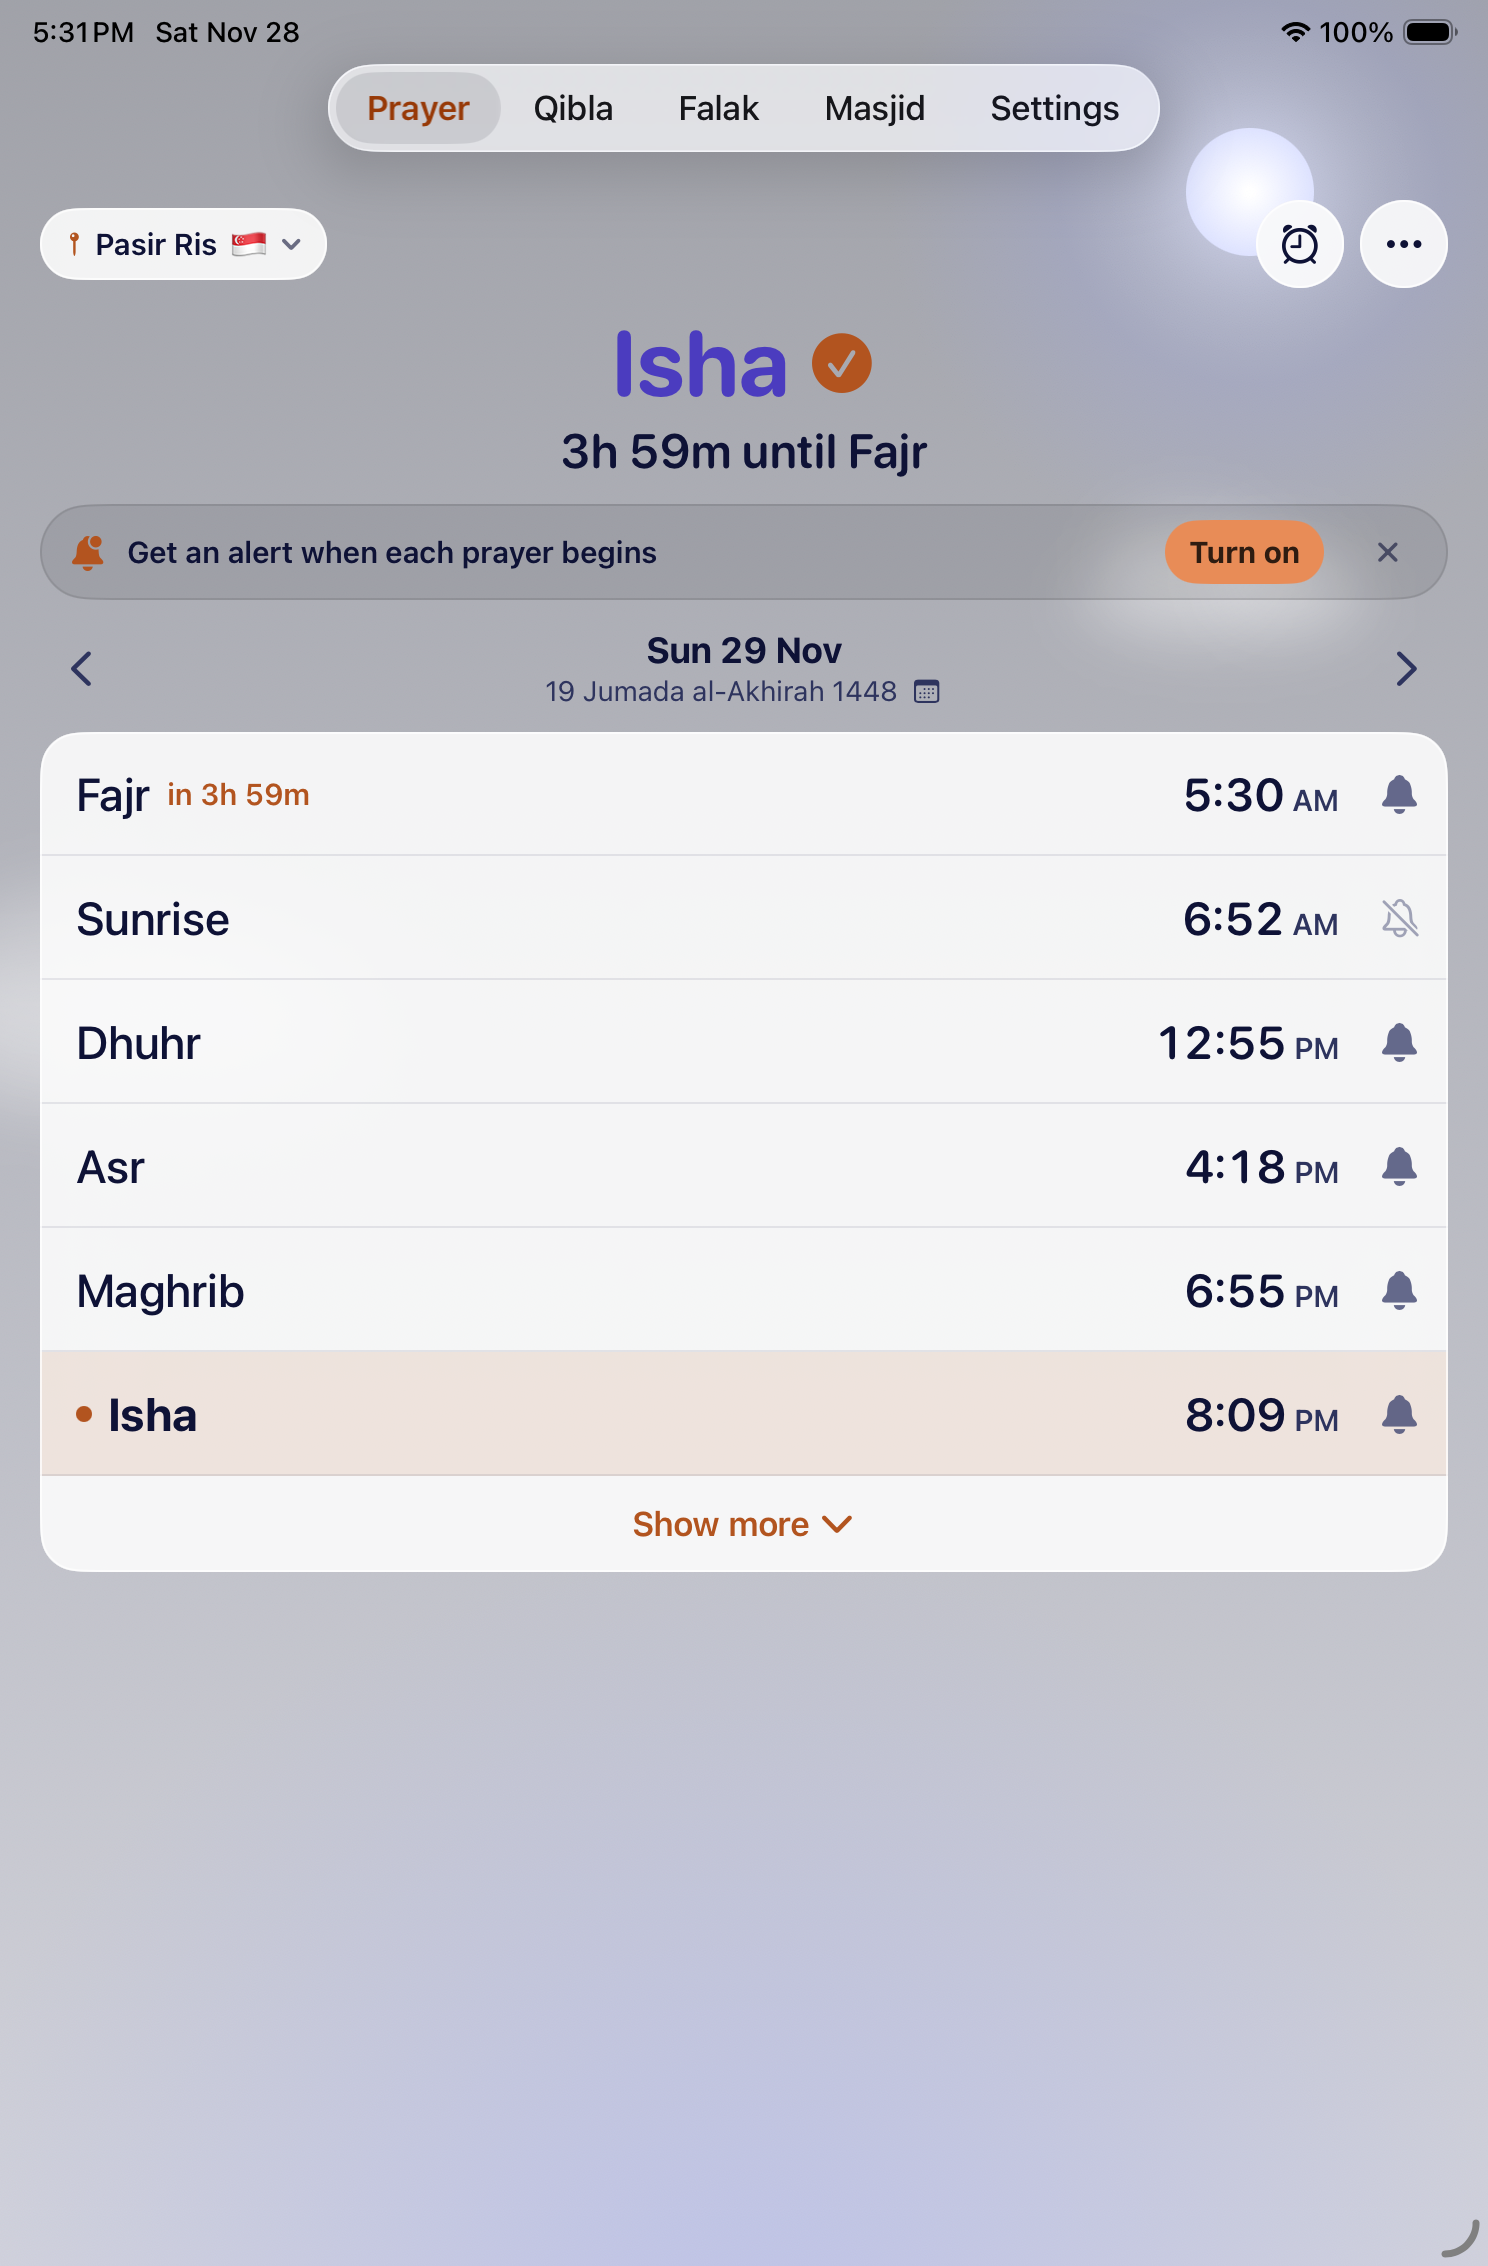 5:31 PM Sat Nov 28 100%
Prayer Qibla Falak Masjid Settings
Pasir Ris 🇸🇬
Isha
3h 59m until Fajr
Get an alert when each prayer begins Turn on
Sun 29 Nov
19 Jumada al-Akhirah 1448
Fajr in 3h 59m 5:30 AM
Sunrise 6:52 AM
Dhuhr 12:55 PM
Asr 4:18 PM
Maghrib 6:55 PM
Isha 8:09 PM
Show more